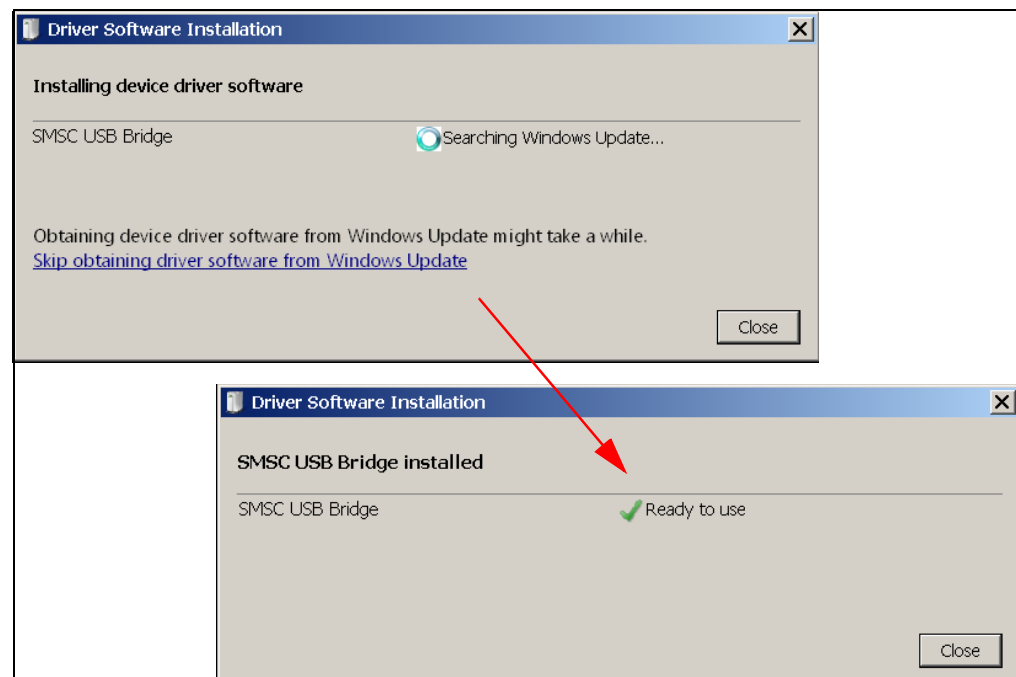 Driver Software Installation
Installing device driver software
SMSC USB Bridge Searching Windows Update...
Obtaining device driver software from Windows Update might take a while.
Skip obtaining driver software from Windows Update
Close
Driver Software Installation
SMSC USB Bridge installed
SMSC USB Bridge Ready to use
Close